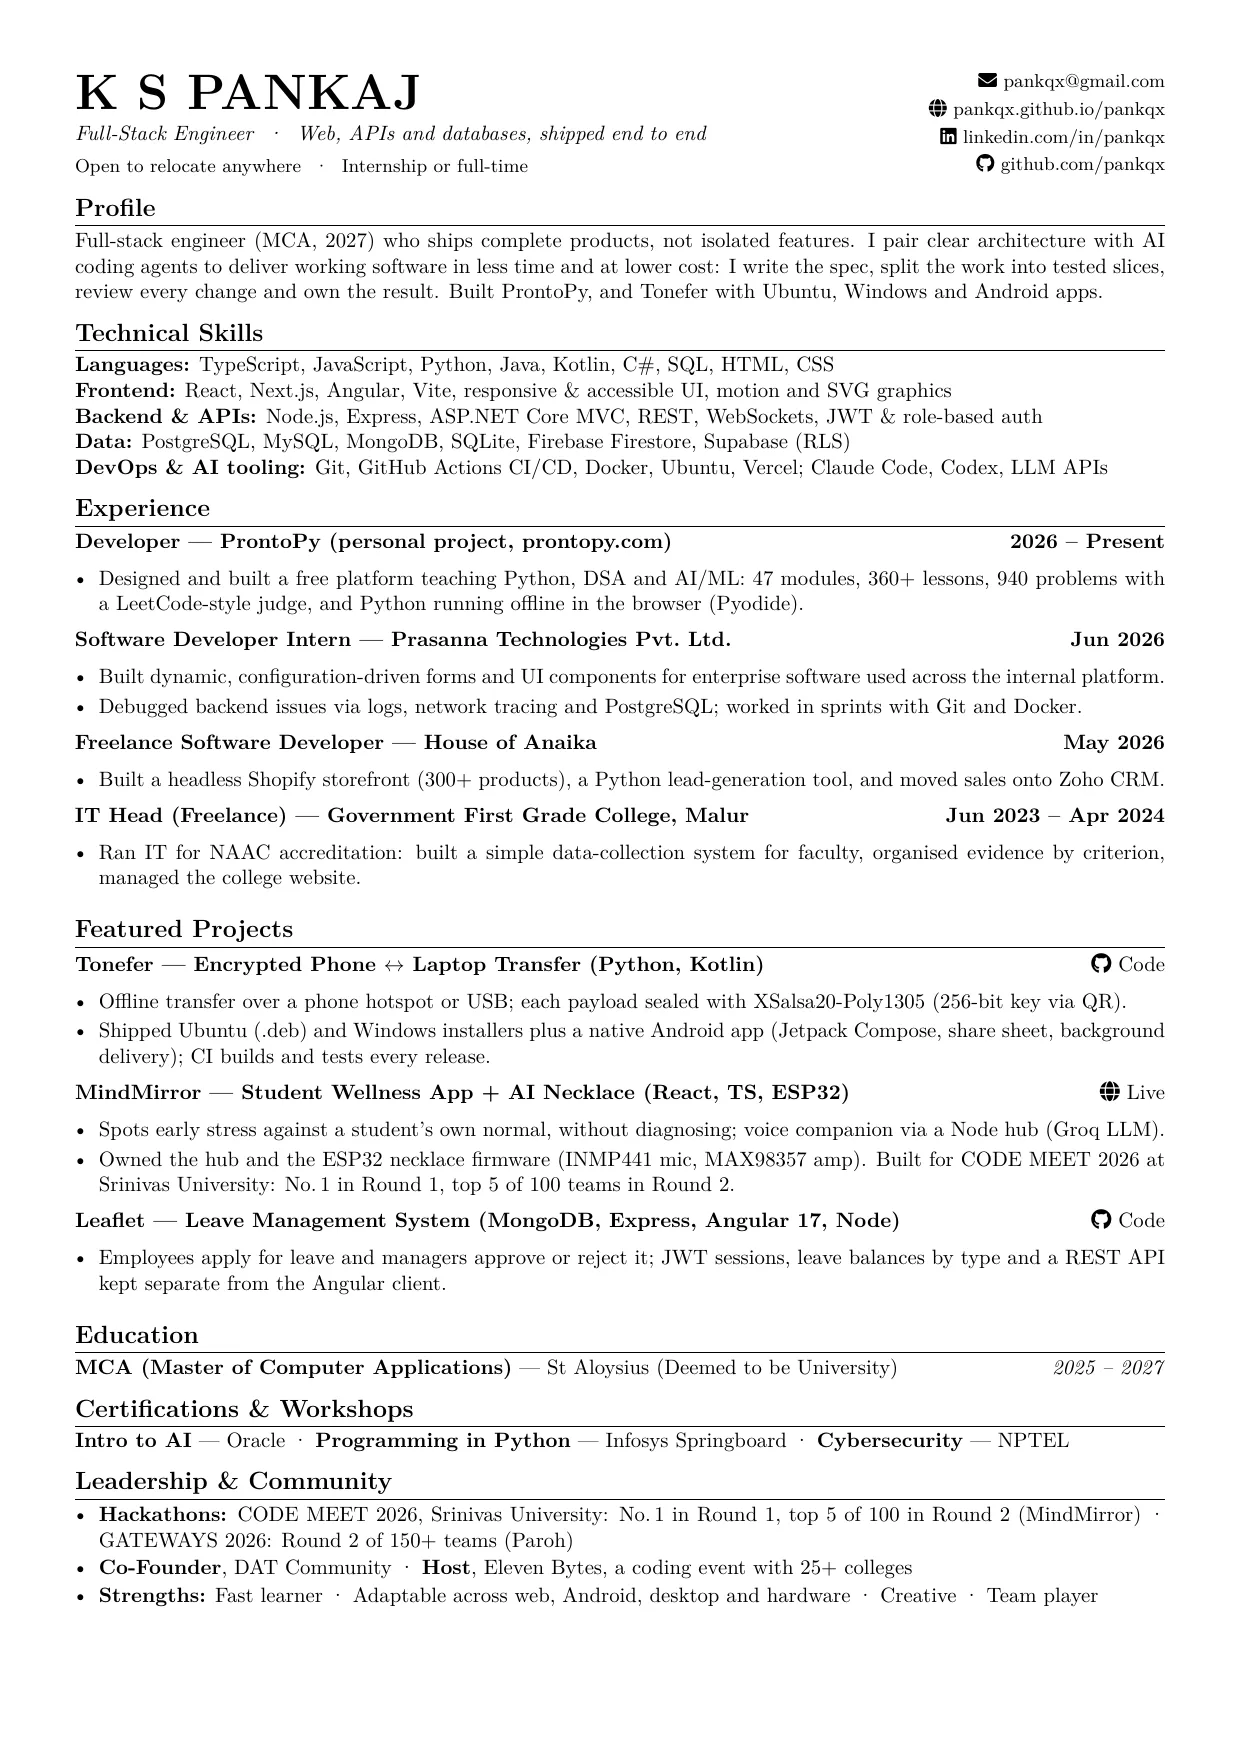 K S PANKAJ
Full-Stack Engineer · Web, APIs and databases, shipped end to end
Open to relocate anywhere · Internship or full-time
pankqx@gmail.com
pankqx.github.io/pankqx
linkedin.com/in/pankqx
github.com/pankqx
Profile
Full-stack engineer (MCA, 2027) who ships complete products, not isolated features. I pair clear architecture with AI
coding agents to deliver working software in less time and at lower cost: I write the spec, split the work into tested slices,
review every change and own the result. Built ProntoPy, and Tonefer with Ubuntu, Windows and Android apps.
Technical Skills
Languages: TypeScript, JavaScript, Python, Java, Kotlin, C#, SQL, HTML, CSS
Frontend: React, Next.js, Angular, Vite, responsive & accessible UI, motion and SVG graphics
Backend & APIs: Node.js, Express, ASP.NET Core MVC, REST, WebSockets, JWT & role-based auth
Data: PostgreSQL, MySQL, MongoDB, SQLite, Firebase Firestore, Supabase (RLS)
DevOps & AI tooling: Git, GitHub Actions CI/CD, Docker, Ubuntu, Vercel; Claude Code, Codex, LLM APIs
Experience
Developer — ProntoPy (personal project, prontopy.com) 2026 – Present
• Designed and built a free platform teaching Python, DSA and AI/ML: 47 modules, 360+ lessons, 940 problems with
a LeetCode-style judge, and Python running offline in the browser (Pyodide).
Software Developer Intern — Prasanna Technologies Pvt. Ltd. Jun 2026
• Built dynamic, configuration-driven forms and UI components for enterprise software used across the internal platform.
• Debugged backend issues via logs, network tracing and PostgreSQL; worked in sprints with Git and Docker.
Freelance Software Developer — House of Anaika May 2026
• Built a headless Shopify storefront (300+ products), a Python lead-generation tool, and moved sales onto Zoho CRM.
IT Head (Freelance) — Government First Grade College, Malur Jun 2023 – Apr 2024
• Ran IT for NAAC accreditation: built a simple data-collection system for faculty, organised evidence by criterion,
managed the college website.
Featured Projects
Tonefer — Encrypted Phone ↔ Laptop Transfer (Python, Kotlin) Code
• Offline transfer over a phone hotspot or USB; each payload sealed with XSalsa20-Poly1305 (256-bit key via QR).
• Shipped Ubuntu (.deb) and Windows installers plus a native Android app (Jetpack Compose, share sheet, background
delivery); CI builds and tests every release.
MindMirror — Student Wellness App + AI Necklace (React, TS, ESP32) Live
• Spots early stress against a student's own normal, without diagnosing; voice companion via a Node hub (Groq LLM).
• Owned the hub and the ESP32 necklace firmware (INMP441 mic, MAX98357 amp). Built for CODE MEET 2026 at
Srinivas University: No. 1 in Round 1, top 5 of 100 teams in Round 2.
Leaflet — Leave Management System (MongoDB, Express, Angular 17, Node) Code
• Employees apply for leave and managers approve or reject it; JWT sessions, leave balances by type and a REST API
kept separate from the Angular client.
Education
MCA (Master of Computer Applications) — St Aloysius (Deemed to be University) 2025 – 2027
Certifications & Workshops
Intro to AI — Oracle · Programming in Python — Infosys Springboard · Cybersecurity — NPTEL
Leadership & Community
• Hackathons: CODE MEET 2026, Srinivas University: No. 1 in Round 1, top 5 of 100 in Round 2 (MindMirror) ·
GATEWAYS 2026: Round 2 of 150+ teams (Paroh)
• Co-Founder, DAT Community · Host, Eleven Bytes, a coding event with 25+ colleges
• Strengths: Fast learner · Adaptable across web, Android, desktop and hardware · Creative · Team player